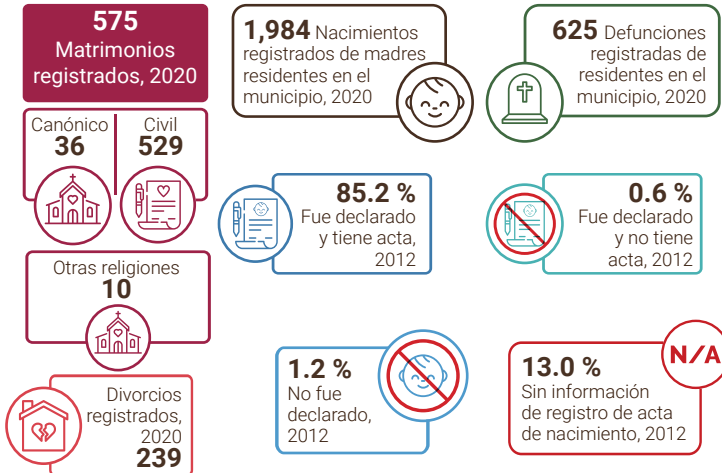 575
Matrimonios
registrados, 2020
Canónico
36
Civil
529
Otras religiones
10
Divorcios
registrados,
2020
239
1,984 Nacimientos
registrados de madres
residentes en el
municipio, 2020
625 Defunciones
registradas de
residentes en el
municipio, 2020
85.2 %
Fue declarado
y tiene acta,
2012
0.6 %
Fue declarado
y no tiene
acta, 2012
1.2 %
No fue
declarado,
2012
N/A
13.0 %
Sin información
de registro de acta
de nacimiento, 2012